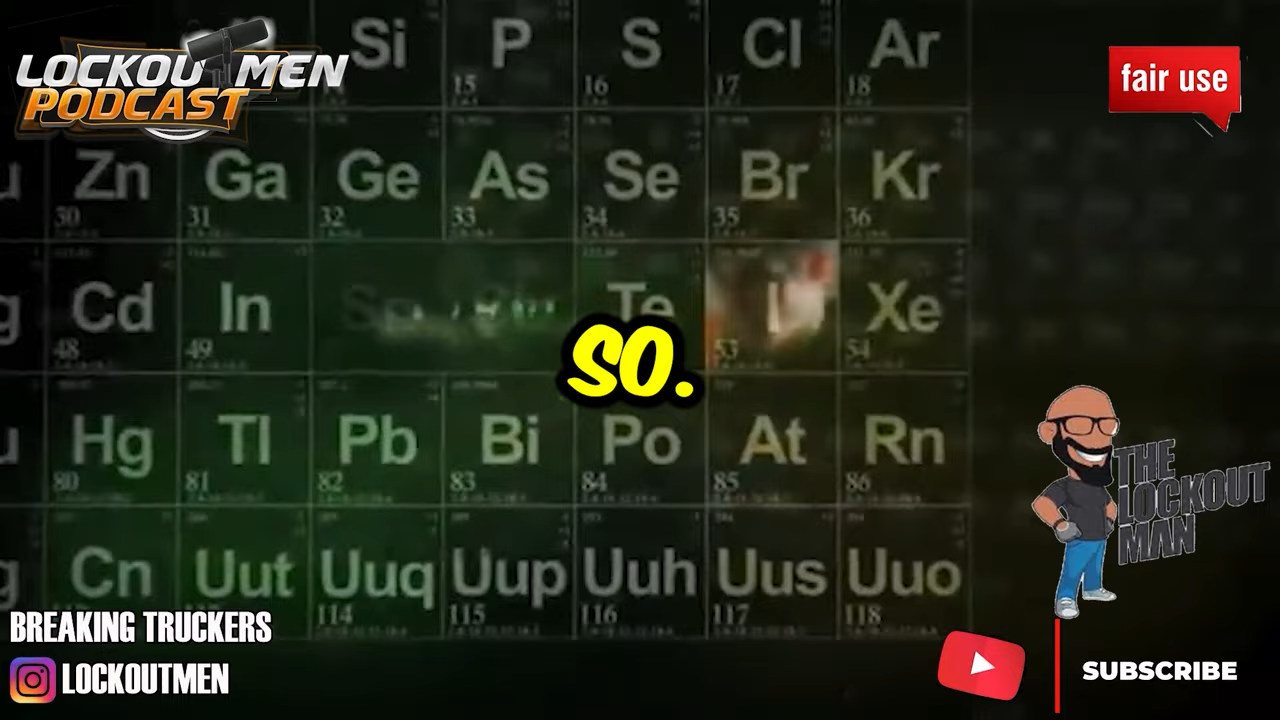 LOCKOU MEN
PODCAST
fair use
Si P S Cl Ar
15 16 17 18
Zn Ga Ge As Se Br Kr
30 31 32 33 34 35 36
Cd In Te I Xe
48 49 53 54
SO.
Hg Tl Pb Bi Po At Rn
80 81 82 83 84 85 86
THE
LOCKOUT
MAN
Cn Uut Uuq Uup Uuh Uus Uuo
114 115 116 117 118
BREAKING TRUCKERS
LOCKOUTMEN
SUBSCRIBE